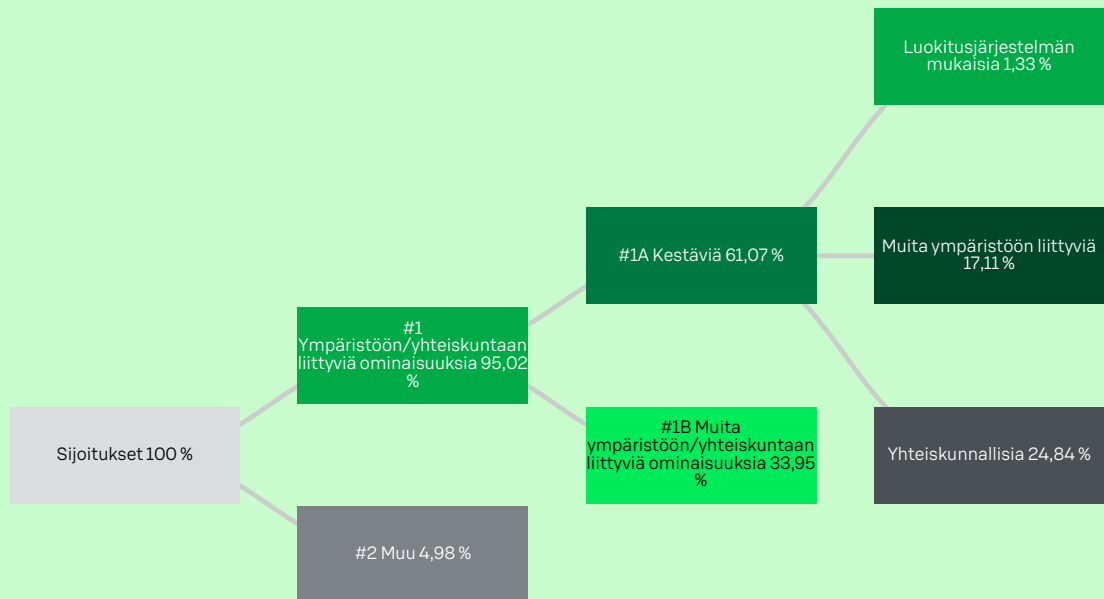 Luokitusjärjestelmän
mukaisia 1,33 %
#1A Kestäviä 61,07 %
Muita ympäristöön liittyviä
17,11 %
#1
Ympäristöön/yhteiskuntaan
liittyviä ominaisuuksia 95,02
%
Sijoitukset 100 %
#1B Muita
ympäristöön/yhteiskuntaan
liittyviä ominaisuuksia 33,95
%
Yhteiskunnallisia 24,84 %
#2 Muu 4,98 %